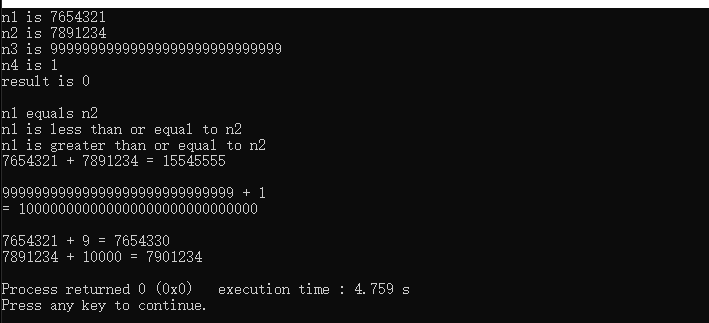 n1 is 7654321
n2 is 7891234
n3 is 99999999999999999999999999999
n4 is 1
result is 0
n1 equals n2
n1 is less than or equal to n2
n1 is greater than or equal to n2
7654321 + 7891234 = 15545555
99999999999999999999999999999 + 1
= 100000000000000000000000000000
7654321 + 9 = 7654330
7891234 + 10000 = 7901234
Process returned 0 (0x0)   execution time : 4.759 s
Press any key to continue.